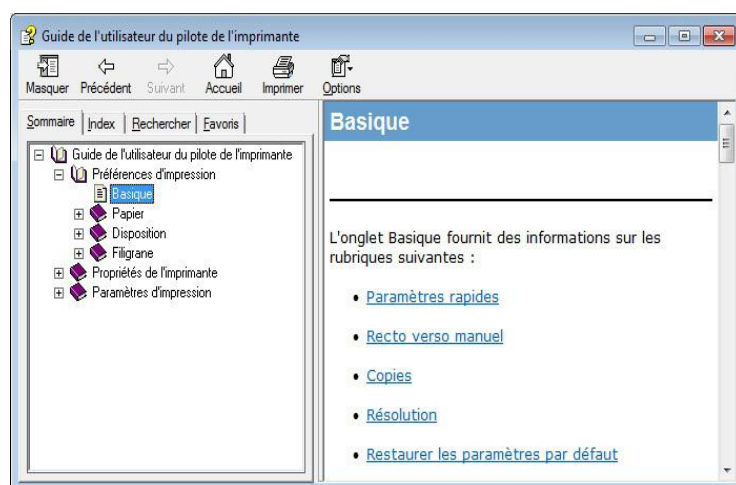 Guide de l'utilisateur du pilote de l'imprimante
Masquer Précédent Suivant Accueil Imprimer Options
Sommaire Index Rechercher Favoris
Guide de l'utilisateur du pilote de l'imprimante
Préférences d'impression
Basique
Papier
Disposition
Filigrane
Propriétés de l'imprimante
Paramètres d'impression
Basique
L'onglet Basique fournit des informations sur les
rubriques suivantes :
• Paramètres rapides
• Recto verso manuel
• Copies
• Résolution
• Restaurer les paramètres par défaut